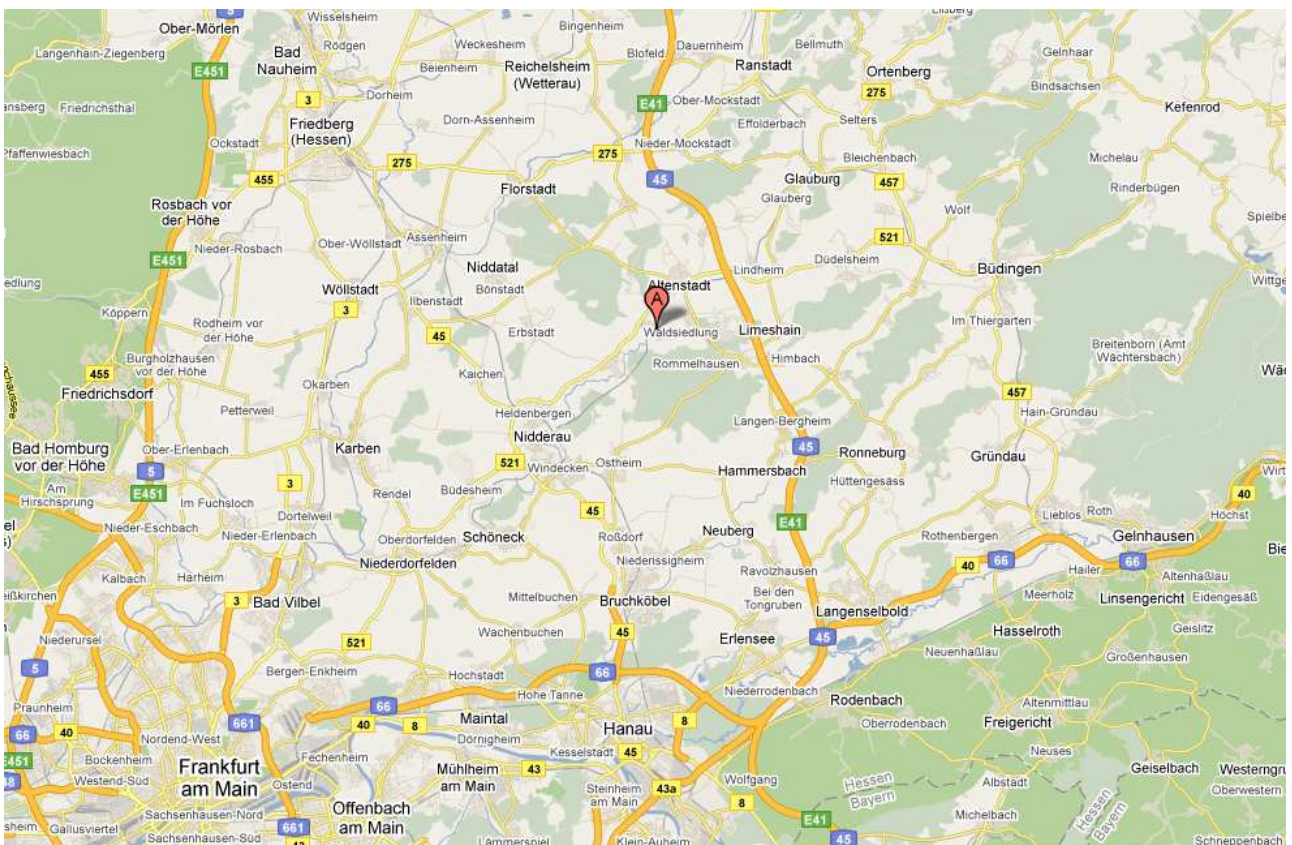 5
Wisselsheim
Bingenheim
Ober-Mörlen
Rödgen
Weckesheim
Blofeld
Dauernheim
Bellmuth
Gelnhaar
Langenhain-Ziegenberg
Bad
Nauheim
Beienheim
Reichelsheim
(Wetterau)
Ranstadt
Ortenberg
E451
Bindsachsen
275
3
Dorheim
E41
Ober-Mockstadt
Kefenrod
Friedrichsthal
Friedberg
(Hessen)
Dorn-Assenheim
Effolderbach
Selters
Ockstadt
Nieder-Mockstadt
Pfaffenwiesbach
275
275
Bleichenbach
Michelau
455
45
Glauburg
457
Florstadt
Glauberg
Rinderbügen
Rosbach vor
der Höhe
Wolf
Nieder-Rosbach
Ober-Wöllstadt
Assenheim
521
E451
Niddatal
Bönstadt
Lindheim
Düdelsheim
Büdingen
Wöllstadt
Altenstadt
Ilbenstadt
A
Köppern
3
Rodheim vor
der Höhe
45
Erbstadt
Waldsiedlung
Limeshain
Im Thiergarten
Breitenborn (Amt
Wächtersbach)
Burgholzhausen
vor der Höhe
455
Rommelhausen
Himbach
Friedrichsdorf
Okarben
Kaichen
457
Petterweil
Heldenbergen
Langen-Bergheim
Hain-Gründau
Bad Homburg
vor der Höhe
Ober-Erlenbach
Karben
Nidderau
45
Ronneburg
Gründau
5
521
Windecken
Ostheim
Hammersbach
Am
Hirschsprung
E451
Im Fuchsloch
3
Rendel
Büdesheim
Hüttengesäss
40
Nieder-Eschbach
Dortelweil
45
Lieblos
Roth
Höchst
Nieder-Erlenbach
Oberdorfelden
Schöneck
Roßdorf
Neuberg
E41
Rothenbergen
Gelnhausen
Niederdorfelden
Niederissigheim
40
66
66
Kalbach
Harheim
Ravolzhausen
Hailer
Altenhaßlau
3
Bad Vilbel
Mittelbuchen
Bruchköbel
Bei den
Tongruben
Langenselbold
Meerholz
Linsengericht
Eidengesäß
Niederursel
521
Wachenbuchen
45
Erlensee
45
Hasselroth
Geislitz
5
Neuenhaßlau
Großenhausen
Bergen-Enkheim
Hochstadt
66
Niederrodenbach
Praunheim
66
Hohe Tanne
Rodenbach
Altenmittlau
66
40
661
40
8
Maintal
Hanau
8
Oberrodenbach
Freigericht
Nordend-West
Dörnigheim
E451
Bockenheim
Fechenheim
Kesselstadt
45
Neuses
Frankfurt
am Main
Mühlheim
am Main
43
Geiselbach
Westend-Süd
Ostend
Steinheim
am Main
43a
Wolfgang
Hessen
Bayern
Albstadt
Oberwestern
Offenbach
am Main
8
Sachsenhausen-Nord
Michelbach
Hessen
Bayern
Gallusviertel
661
E41
Sachsenhausen-Süd
Lämmerspiel
Klein-Auheim
45
Schneppenbach